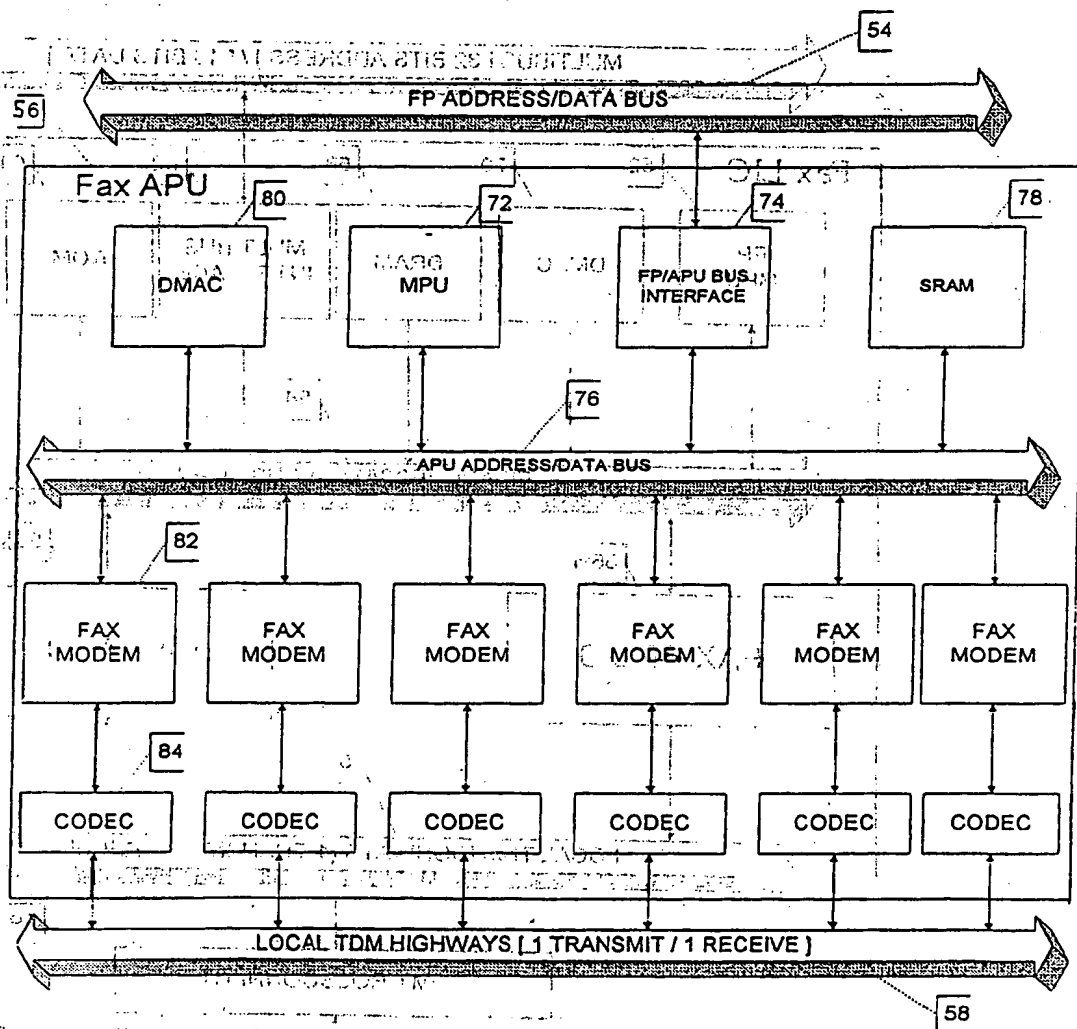 54
FP ADDRESS/DATA BUS
56
Fax APU
80
72
74
78
DMAC
MPU
FP/APU BUS
INTERFACE
SRAM
76
APU ADDRESS/DATA BUS
82
FAX
MODEM
FAX
MODEM
FAX
MODEM
FAX
MODEM
FAX
MODEM
FAX
MODEM
84
CODEC
CODEC
CODEC
CODEC
CODEC
CODEC
LOCAL TDM HIGHWAYS [ 1 TRANSMIT / 1 RECEIVE ]
58